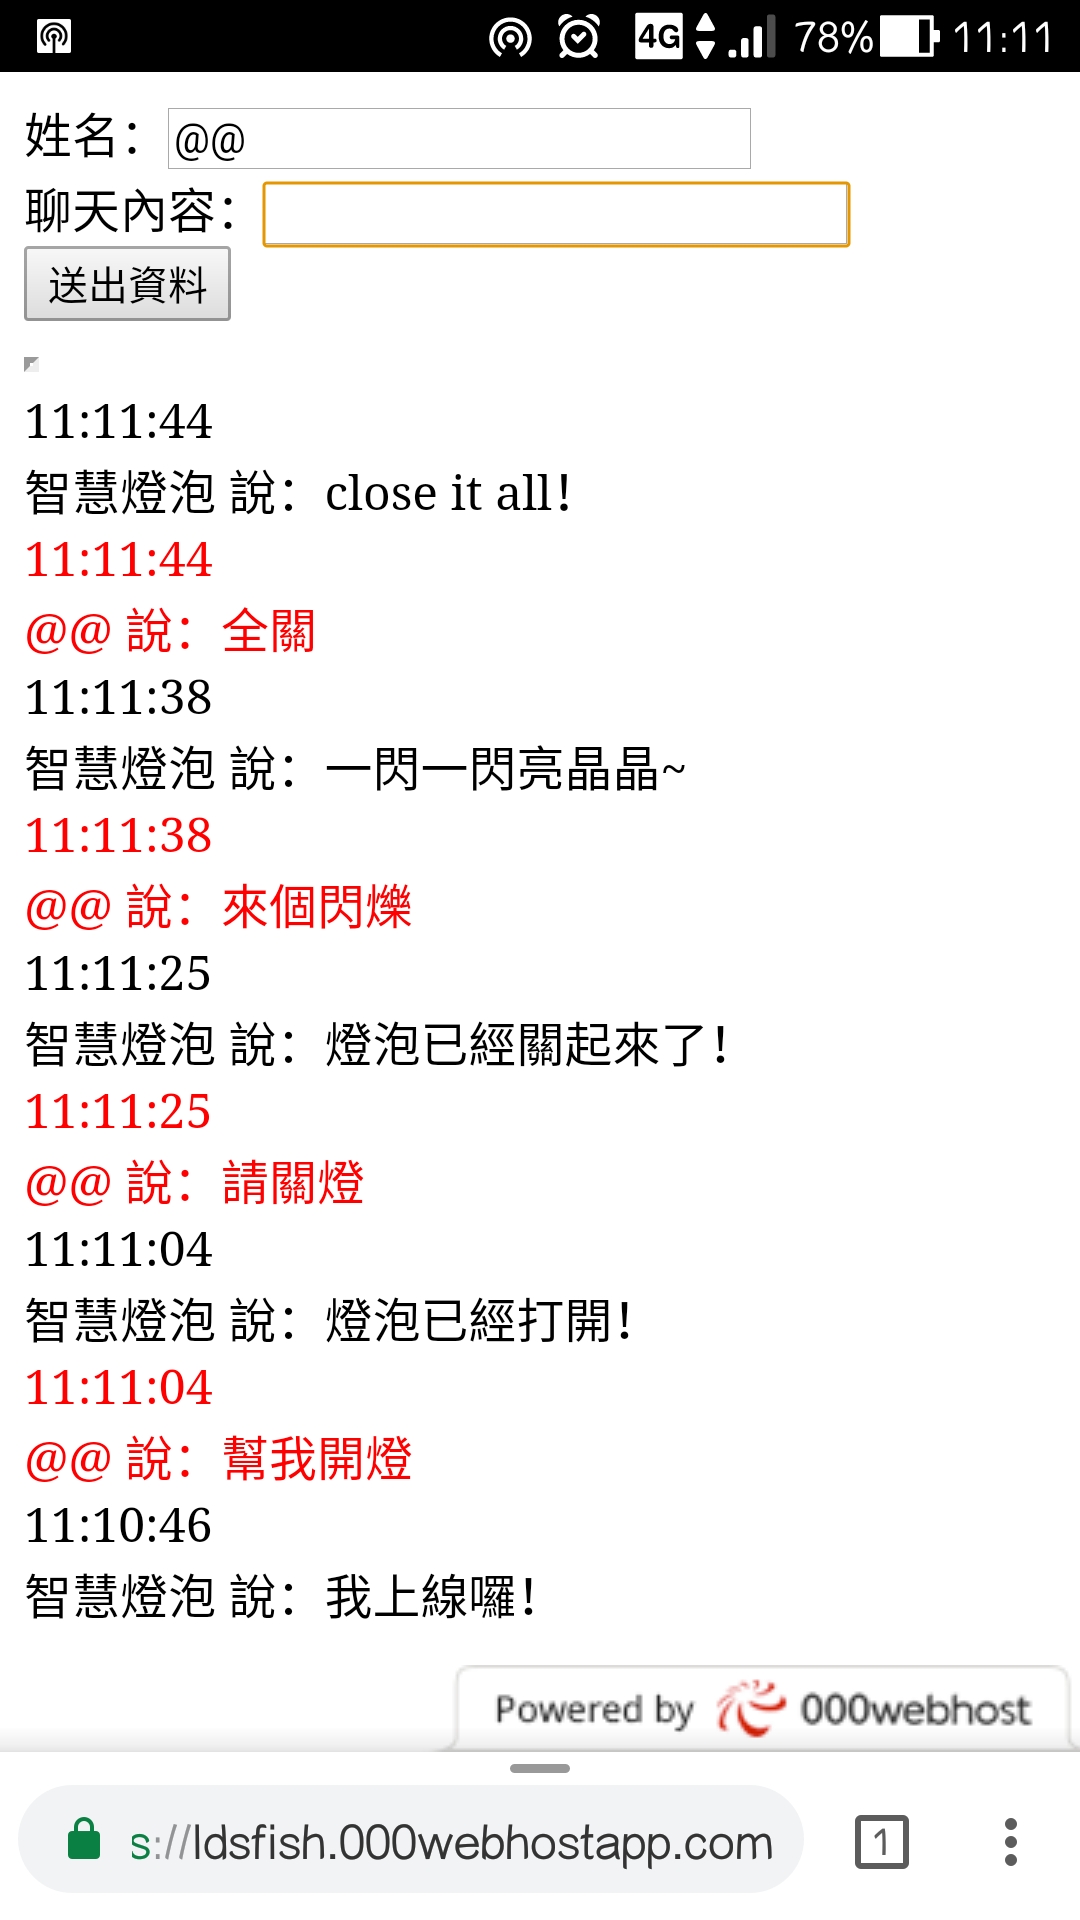 4G 78% 11:11
姓名：@@
聊天內容：
送出資料
11:11:44
智慧燈泡 說：close it all!
11:11:44
@@ 說：全關
11:11:38
智慧燈泡 說：一閃一閃亮晶晶~
11:11:38
@@ 說：來個閃爍
11:11:25
智慧燈泡 說：燈泡已經關起來了!
11:11:25
@@ 說：請關燈
11:11:04
智慧燈泡 說：燈泡已經打開!
11:11:04
@@ 說：幫我開燈
11:10:46
智慧燈泡 說：我上線囉!
Powered by 000webhost
s://ldsfish.000webhostapp.com 1